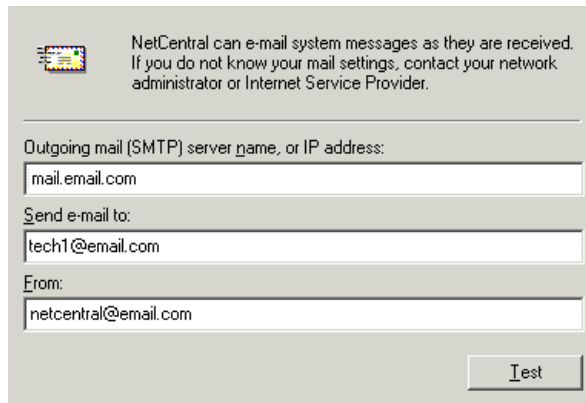 NetCentral can e-mail system messages as they are received.
If you do not know your mail settings, contact your network
administrator or Internet Service Provider.
Outgoing mail (SMTP) server name, or IP address:
mail.email.com
Send e-mail to:
tech1@email.com
From:
netcentral@email.com
Test